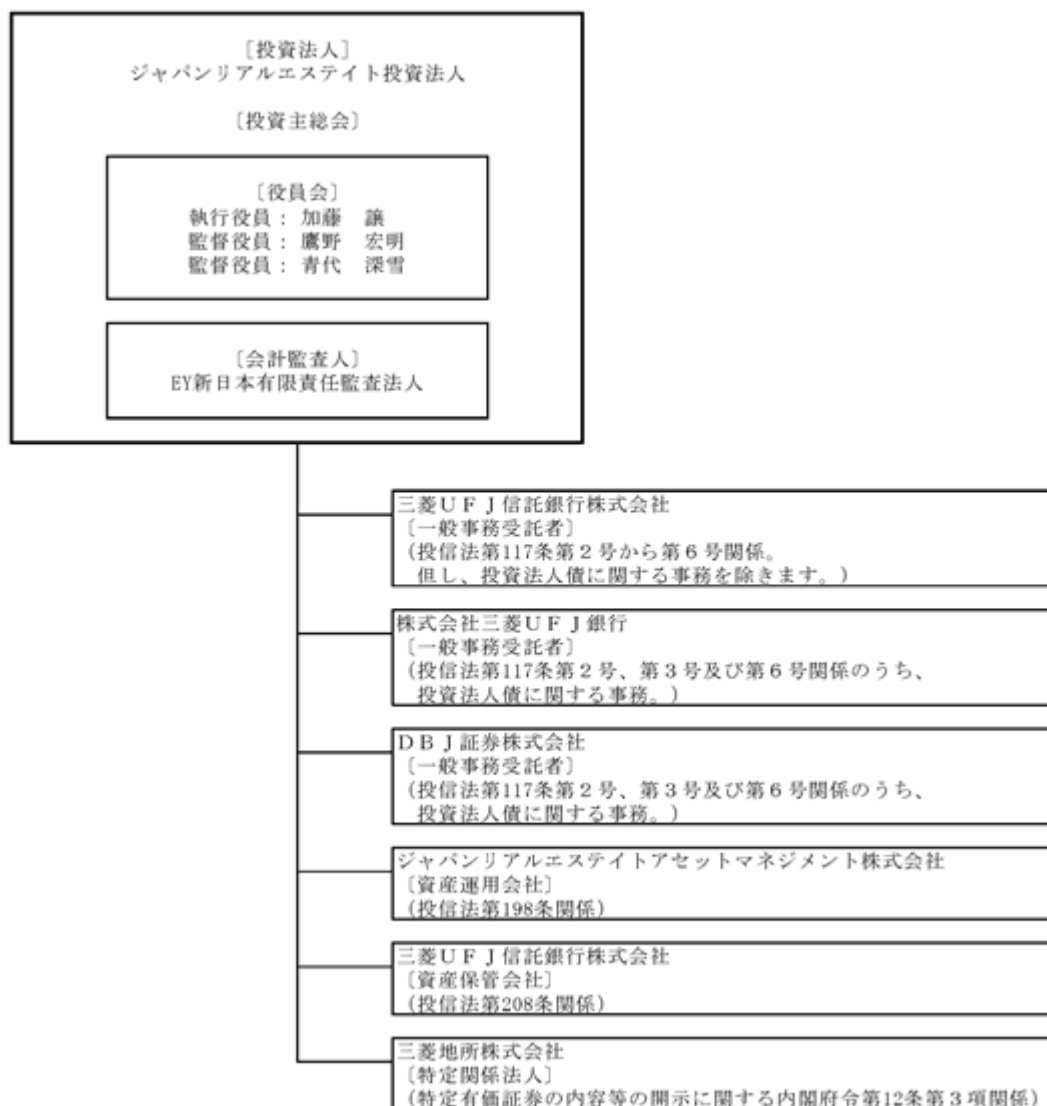 ［投資法人］
ジャパンリアルエステイト投資法人
［投資主総会］
［役員会］
執行役員：加藤　譲
監督役員：鷹野　宏明
監督役員：青代　深雪
［会計監査人］
EY新日本有限責任監査法人
三菱ＵＦＪ信託銀行株式会社
［一般事務受託者］
(投信法第117条第２号から第６号関係。
但し、投資法人債に関する事務を除きます。)
株式会社三菱ＵＦＪ銀行
［一般事務受託者］
(投信法第117条第２号、第３号及び第６号関係のうち、
投資法人債に関する事務。)
ＤＢＪ証券株式会社
［一般事務受託者］
(投信法第117条第２号、第３号及び第６号関係のうち、
投資法人債に関する事務。)
ジャパンリアルエステイトアセットマネジメント株式会社
［資産運用会社］
(投信法第198条関係)
三菱ＵＦＪ信託銀行株式会社
［資産保管会社］
(投信法第208条関係)
三菱地所株式会社
［特定関係法人］
(特定有価証券の内容等の開示に関する内閣府令第12条第３項関係)